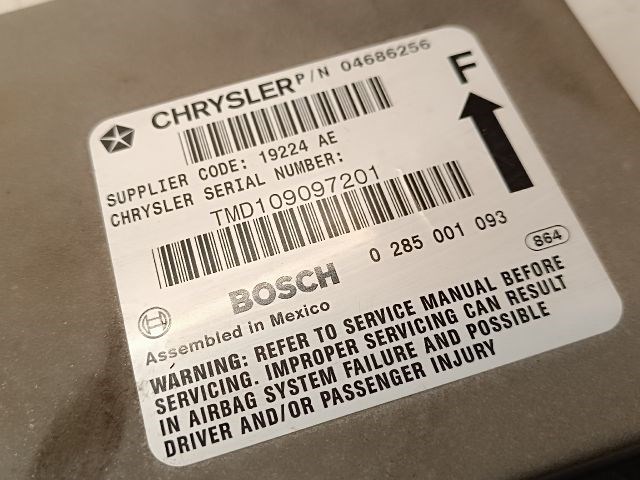 CHRYSLER P/N 04686256
F
SUPPLIER CODE: 19224 AE
CHRYSLER SERIAL NUMBER:
TMD109097201
BOSCH 0 285 001 093
864
Assembled in Mexico
WARNING: REFER TO SERVICE MANUAL BEFORE
SERVICING. IMPROPER SERVICING CAN RESULT
IN AIRBAG SYSTEM FAILURE AND POSSIBLE
DRIVER AND/OR PASSENGER INJURY